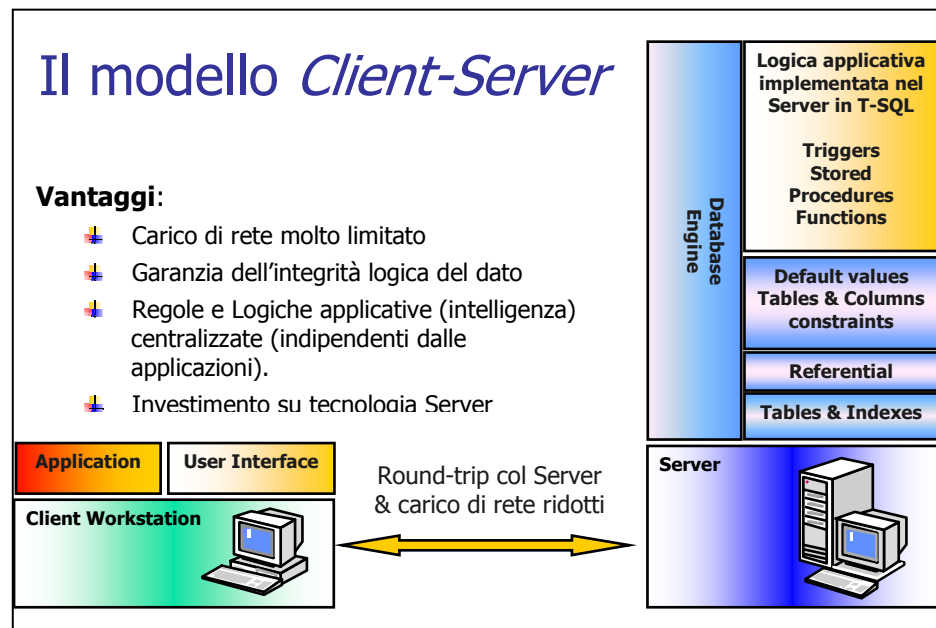 Il modello Client-Server
Vantaggi:
Carico di rete molto limitato
Garanzia dell'integrità logica del dato
Regole e Logiche applicative (intelligenza)
centralizzate (indipendenti dalle
applicazioni).
Investimento su tecnologia Server
Application
User Interface
Client Workstation
Round-trip col Server
& carico di rete ridotti
Database
Engine
Logica applicativa
implementata nel
Server in T-SQL
Triggers
Stored
Procedures
Functions
Default values
Tables & Columns
constraints
Referential
Tables & Indexes
Server